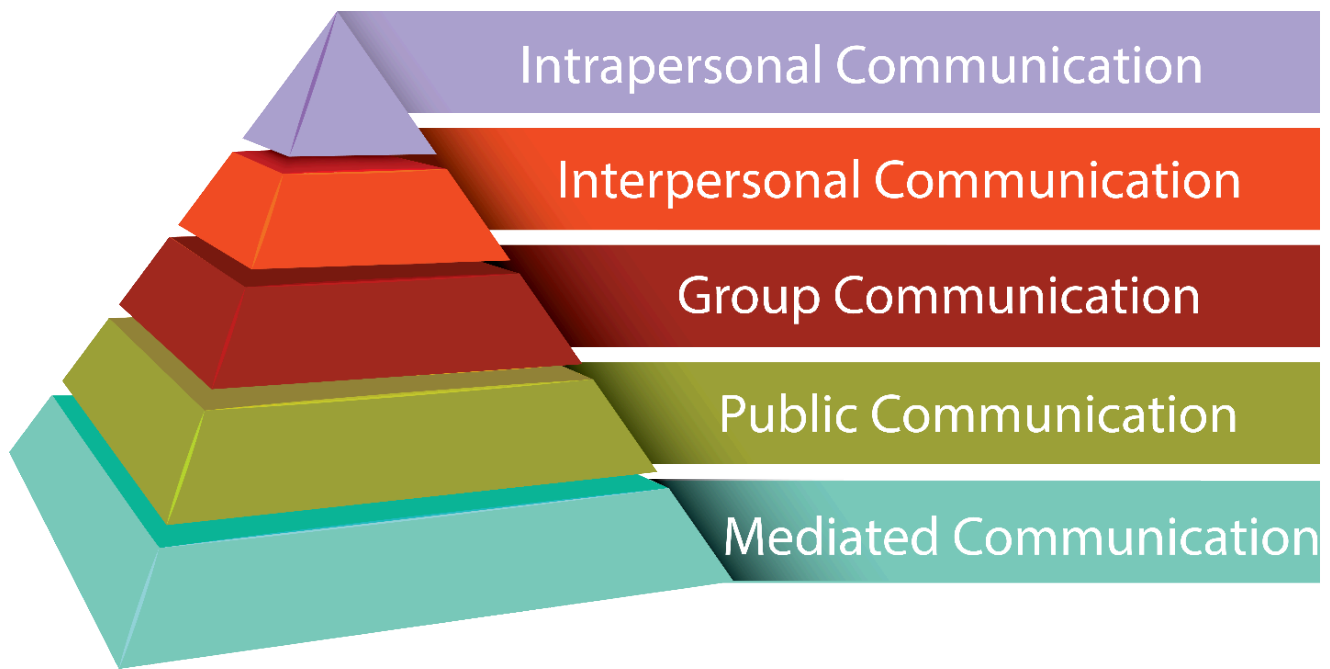 Intrapersonal Communication
Interpersonal Communication
Group Communication
Public Communication
Mediated Communication